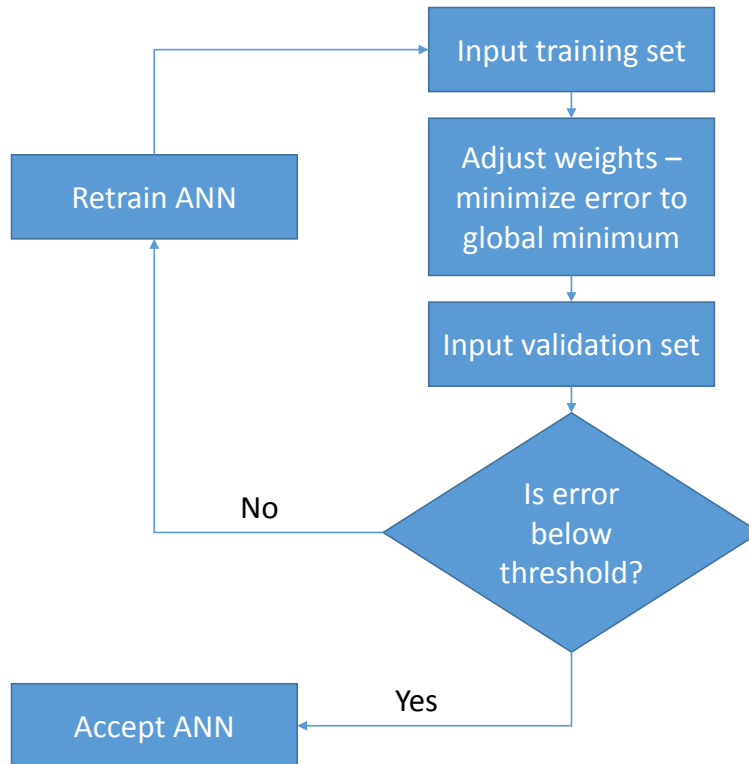 Input training set
Adjust weights –
minimize error to
global minimum
Retrain ANN
Input validation set
Is error
below
threshold?
No
Yes
Accept ANN